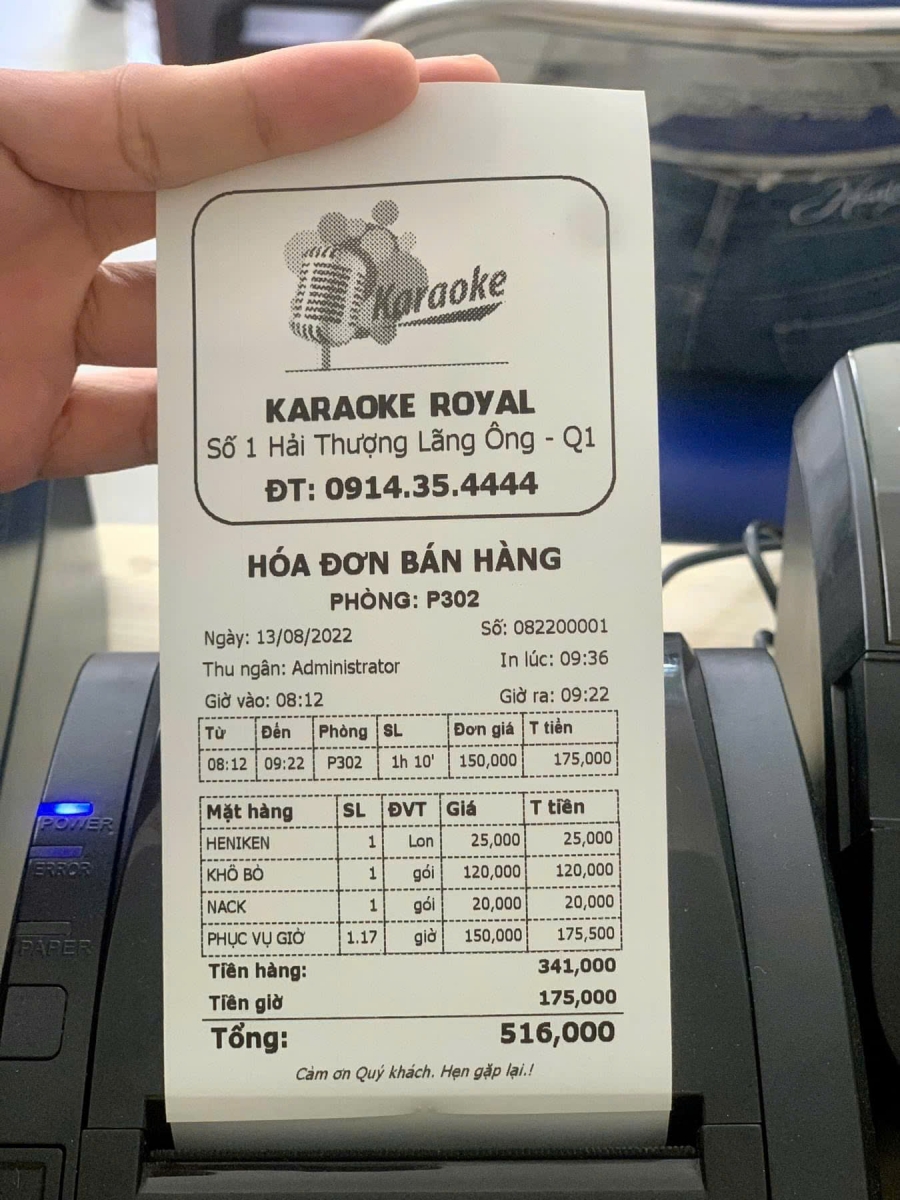 Karaoke
KARAOKE ROYAL
Số 1 Hải Thượng Lãng Ông - Q1
ĐT: 0914.35.4444
HÓA ĐƠN BÁN HÀNG
PHÒNG: P302
Ngày: 13/08/2022 Số: 082200001
Thu ngân: Administrator In lúc: 09:36
Giờ vào: 08:12 Giờ ra: 09:22
Từ Đến Phòng SL Đơn giá T tiền
08:12 09:22 P302 1h 10' 150,000 175,000
Mặt hàng SL ĐVT Giá T tiền
HENIKEN 1 Lon 25,000 25,000
KHÔ BÒ 1 gói 120,000 120,000
NACK 1 gói 20,000 20,000
PHỤC VỤ GIỜ 1.17 giờ 150,000 175,500
Tiền hàng: 341,000
Tiền giờ 175,000
Tổng: 516,000
Cảm ơn Quý khách. Hẹn gặp lại.!
POWER
ERROR
PAPER